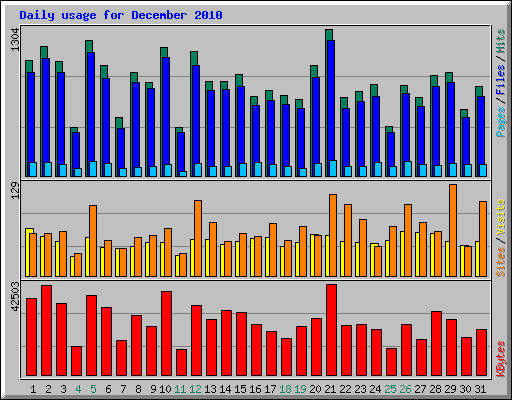 Daily usage for December 2010
1304
Pages / Files / Hits
129
Sites / Visits
42503
KBytes
1 2 3 4 5 6 7 8 9 10 11 12 13 14 15 16 17 18 19 20 21 22 23 24 25 26 27 28 29 30 31